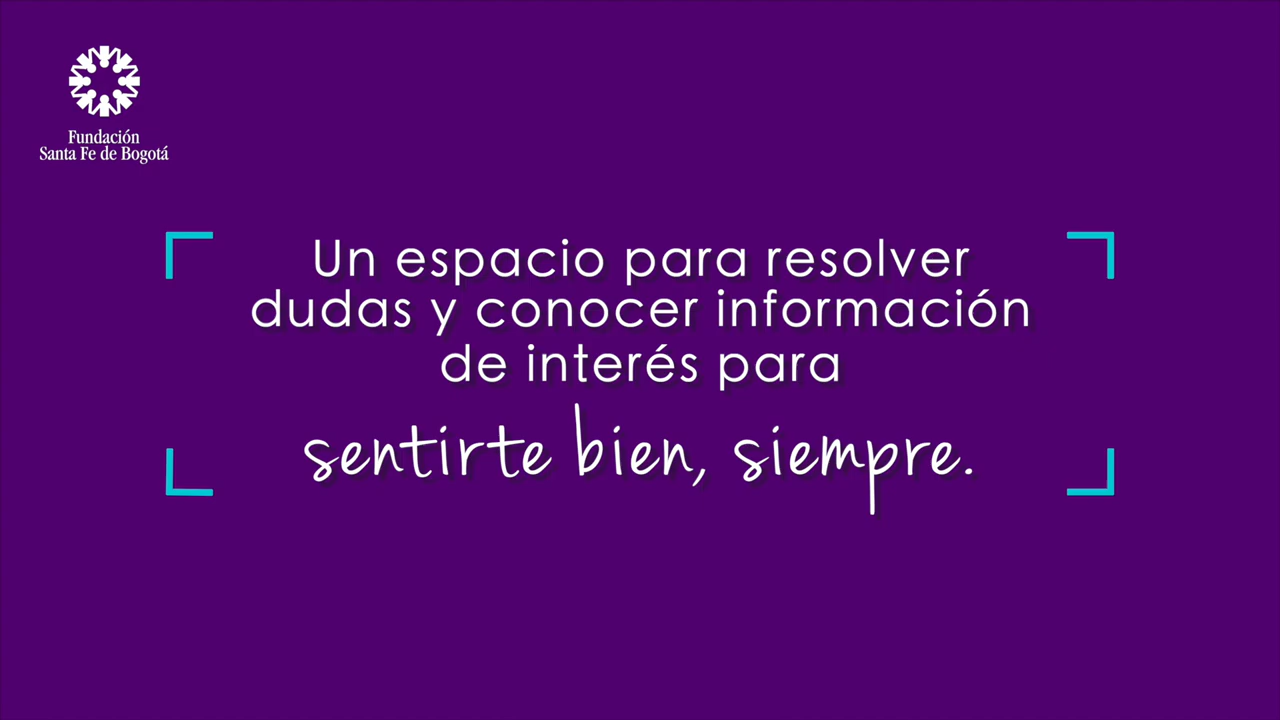 Fundación
Santa Fe de Bogotá
Un espacio para resolver
dudas y conocer información
de interés para
sentirte bien, siempre.